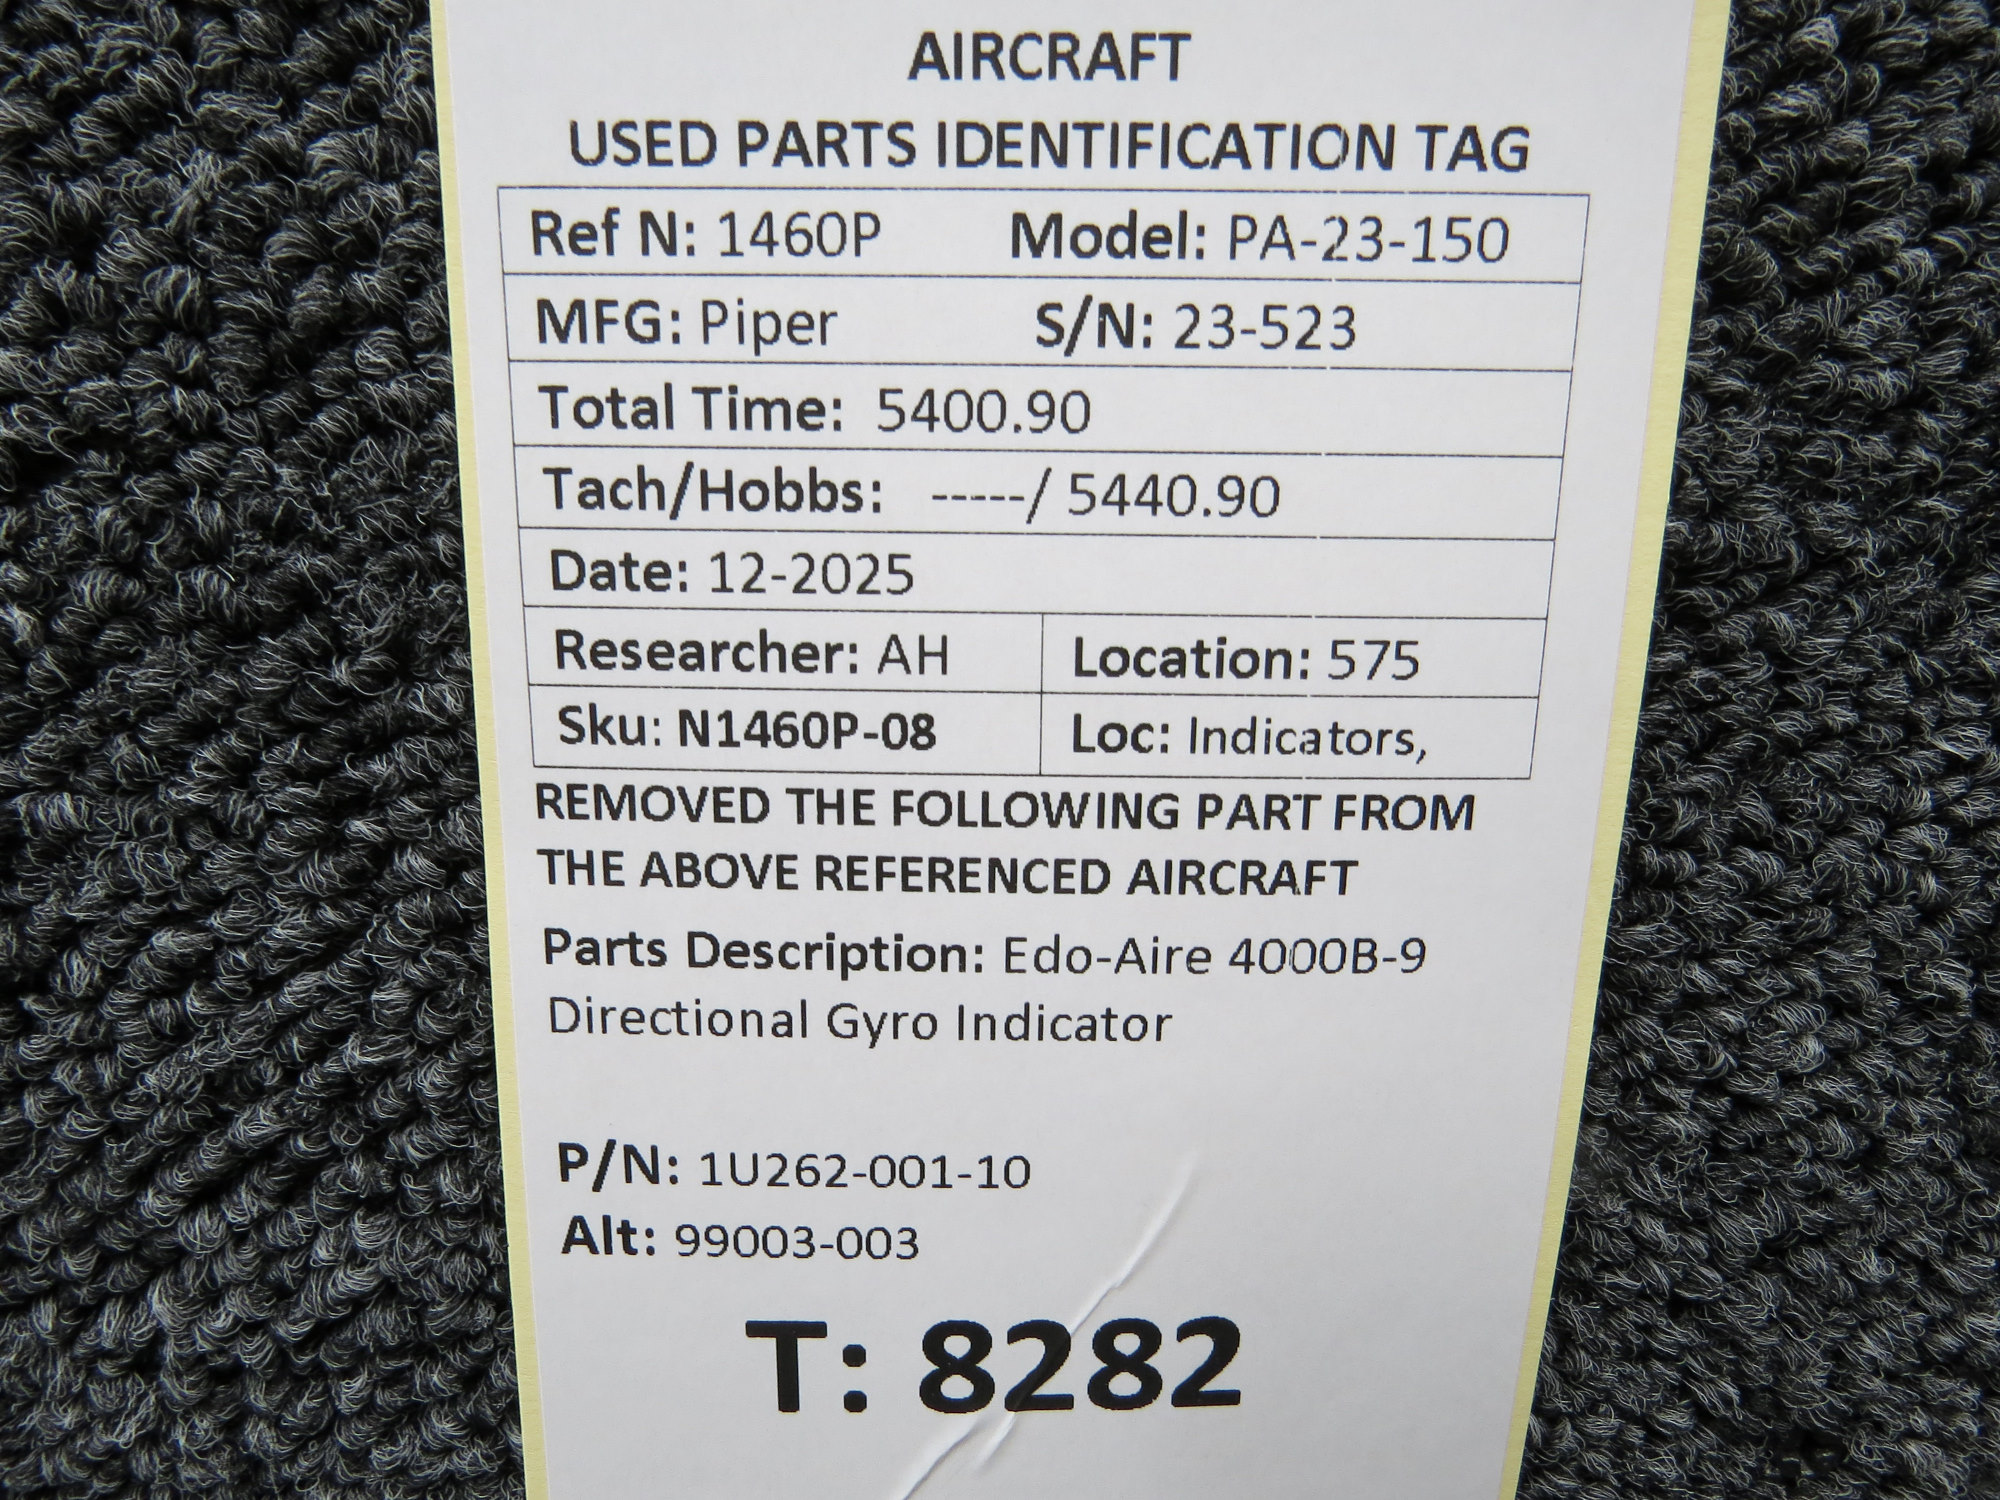 AIRCRAFT
USED PARTS IDENTIFICATION TAG
Ref N: 1460P Model: PA-23-150
MFG: Piper S/N: 23-523
Total Time: 5400.90
Tach/Hobbs: -----/ 5440.90
Date: 12-2025
Researcher: AH Location: 575
Sku: N1460P-08 Loc: Indicators,
REMOVED THE FOLLOWING PART FROM
THE ABOVE REFERENCED AIRCRAFT
Parts Description: Edo-Aire 4000B-9
Directional Gyro Indicator
P/N: 1U262-001-10
Alt: 99003-003
T: 8282